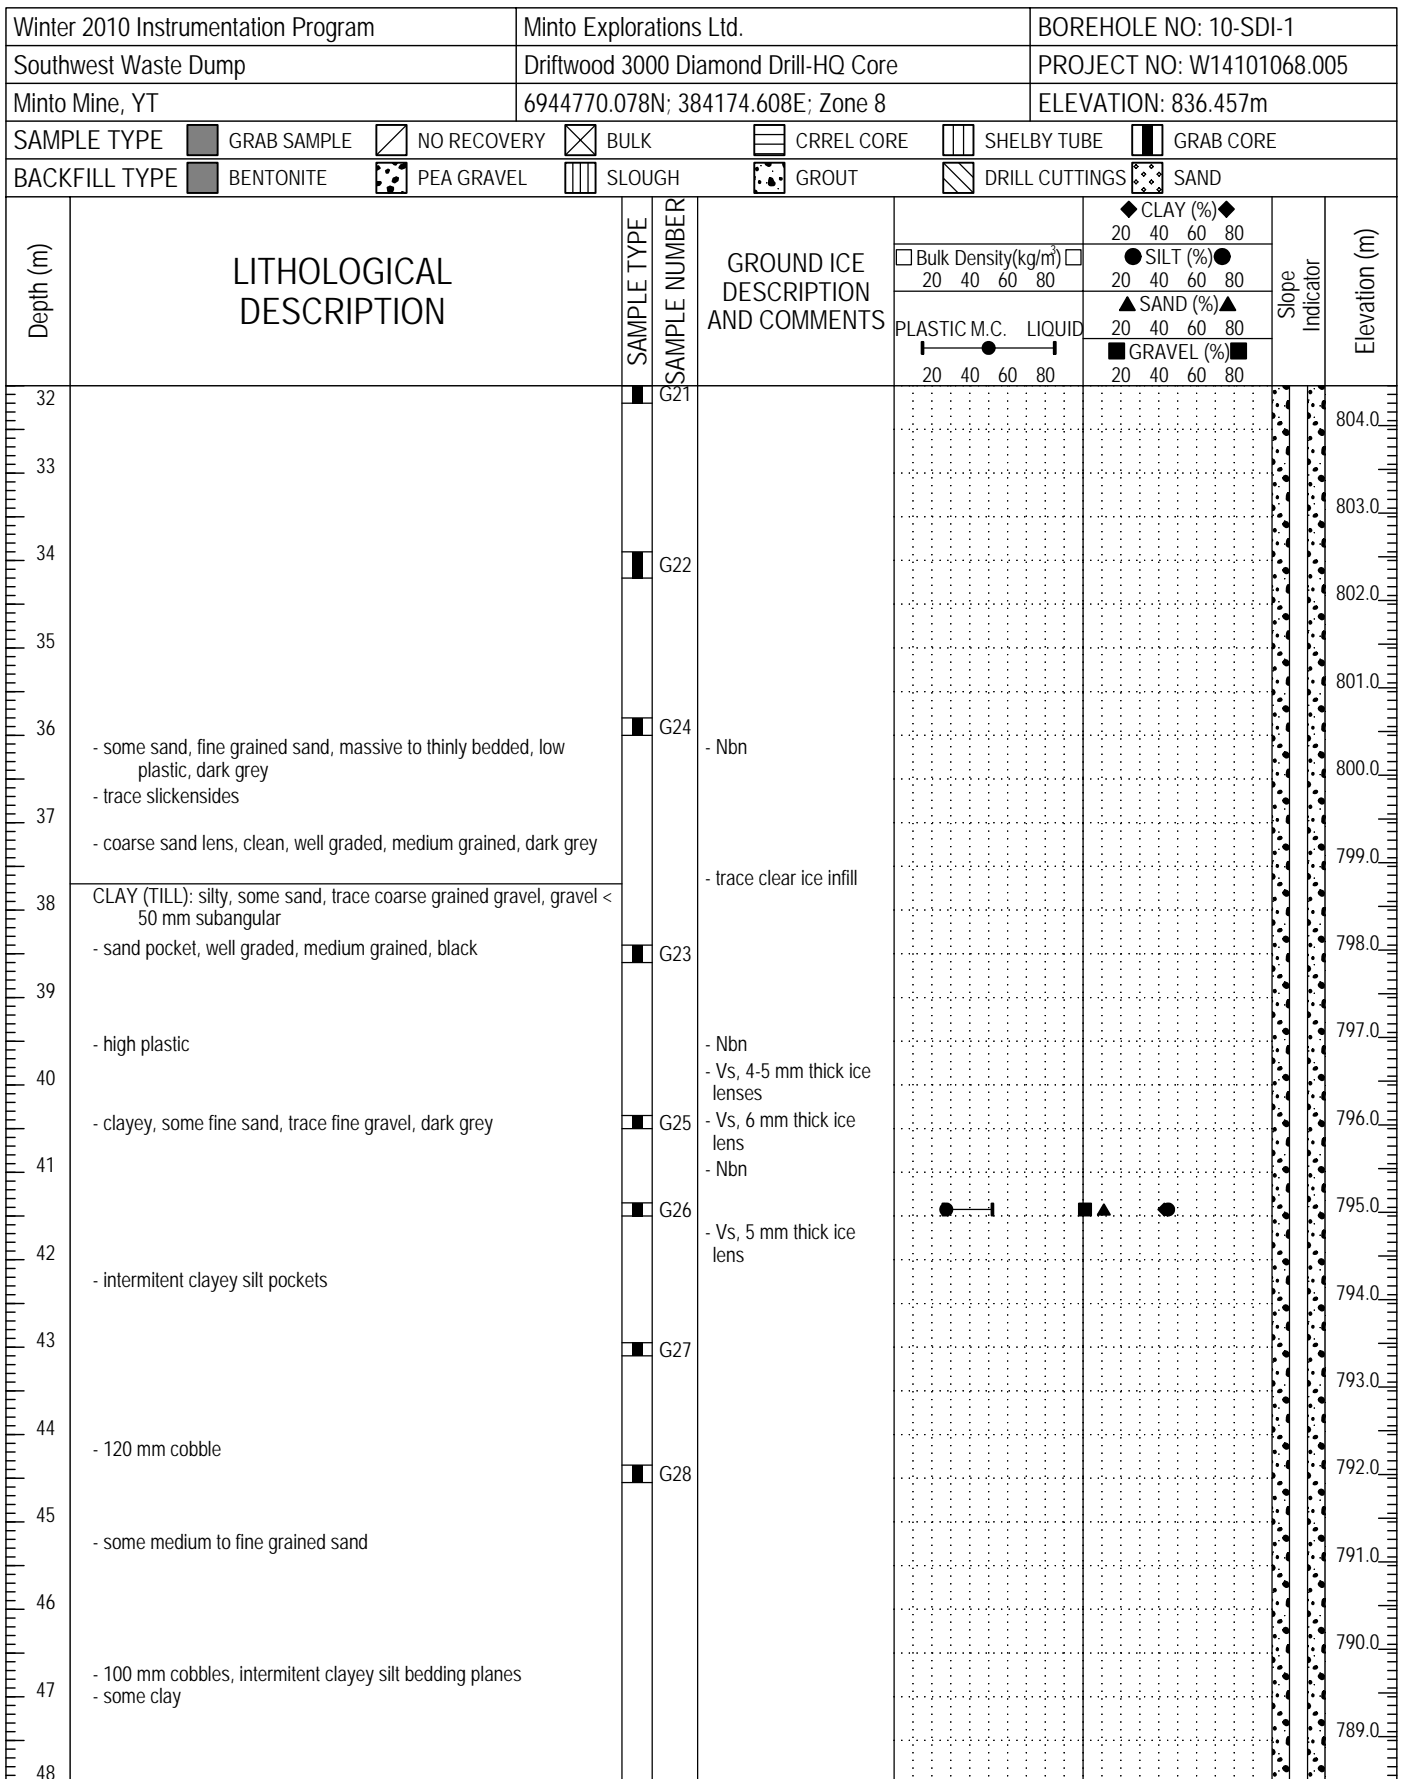 Winter 2010 Instrumentation Program
Minto Explorations Ltd.
BOREHOLE NO: 10-SDI-1
Southwest Waste Dump
Driftwood 3000 Diamond Drill-HQ Core
PROJECT NO: W14101068.005
Minto Mine, YT
6944770.078N; 384174.608E; Zone 8
ELEVATION: 836.457m
SAMPLE TYPE GRAB SAMPLE NO RECOVERY BULK CRREL CORE SHELBY TUBE GRAB CORE
BACKFILL TYPE BENTONITE PEA GRAVEL SLOUGH GROUT DRILL CUTTINGS SAND
Depth (m)
LITHOLOGICAL
DESCRIPTION
SAMPLE TYPE
SAMPLE NUMBER
GROUND ICE
DESCRIPTION
AND COMMENTS
Bulk Density(kg/m³)
20 40 60 80
PLASTIC M.C. LIQUID
20 40 60 80
CLAY (%)
20 40 60 80
SILT (%)
20 40 60 80
SAND (%)
20 40 60 80
GRAVEL (%)
20 40 60 80
Slope
Indicator
Elevation (m)
32
G21
804.0
33
803.0
34
G22
802.0
35
801.0
36
G24
- some sand, fine grained sand, massive to thinly bedded, low
plastic, dark grey
- Nbn
800.0
- trace slickensides
37
- coarse sand lens, clean, well graded, medium grained, dark grey
799.0
- trace clear ice infill
CLAY (TILL): silty, some sand, trace coarse grained gravel, gravel <
50 mm subangular
38
- sand pocket, well graded, medium grained, black
G23
798.0
39
797.0
- high plastic
- Nbn
- Vs, 4-5 mm thick ice
lenses
40
- clayey, some fine sand, trace fine gravel, dark grey
G25
- Vs, 6 mm thick ice
lens
796.0
41
- Nbn
G26
795.0
- Vs, 5 mm thick ice
lens
42
- intermitent clayey silt pockets
794.0
43
G27
793.0
44
- 120 mm cobble
G28
792.0
45
- some medium to fine grained sand
791.0
46
790.0
- 100 mm cobbles, intermitent clayey silt bedding planes
47
- some clay
789.0
48